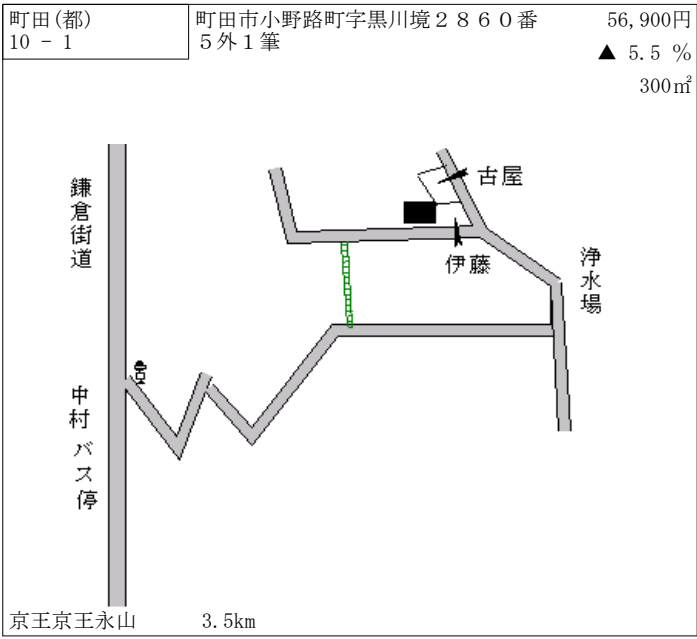 町田(都)
10 - 1
町田市小野路町字黒川境２８６０番
５外１筆
56,900円
▲ 5.5 %
300㎡
鎌倉街道
古屋
伊藤
浄水場
中村バス停
京王京王永山 3.5km